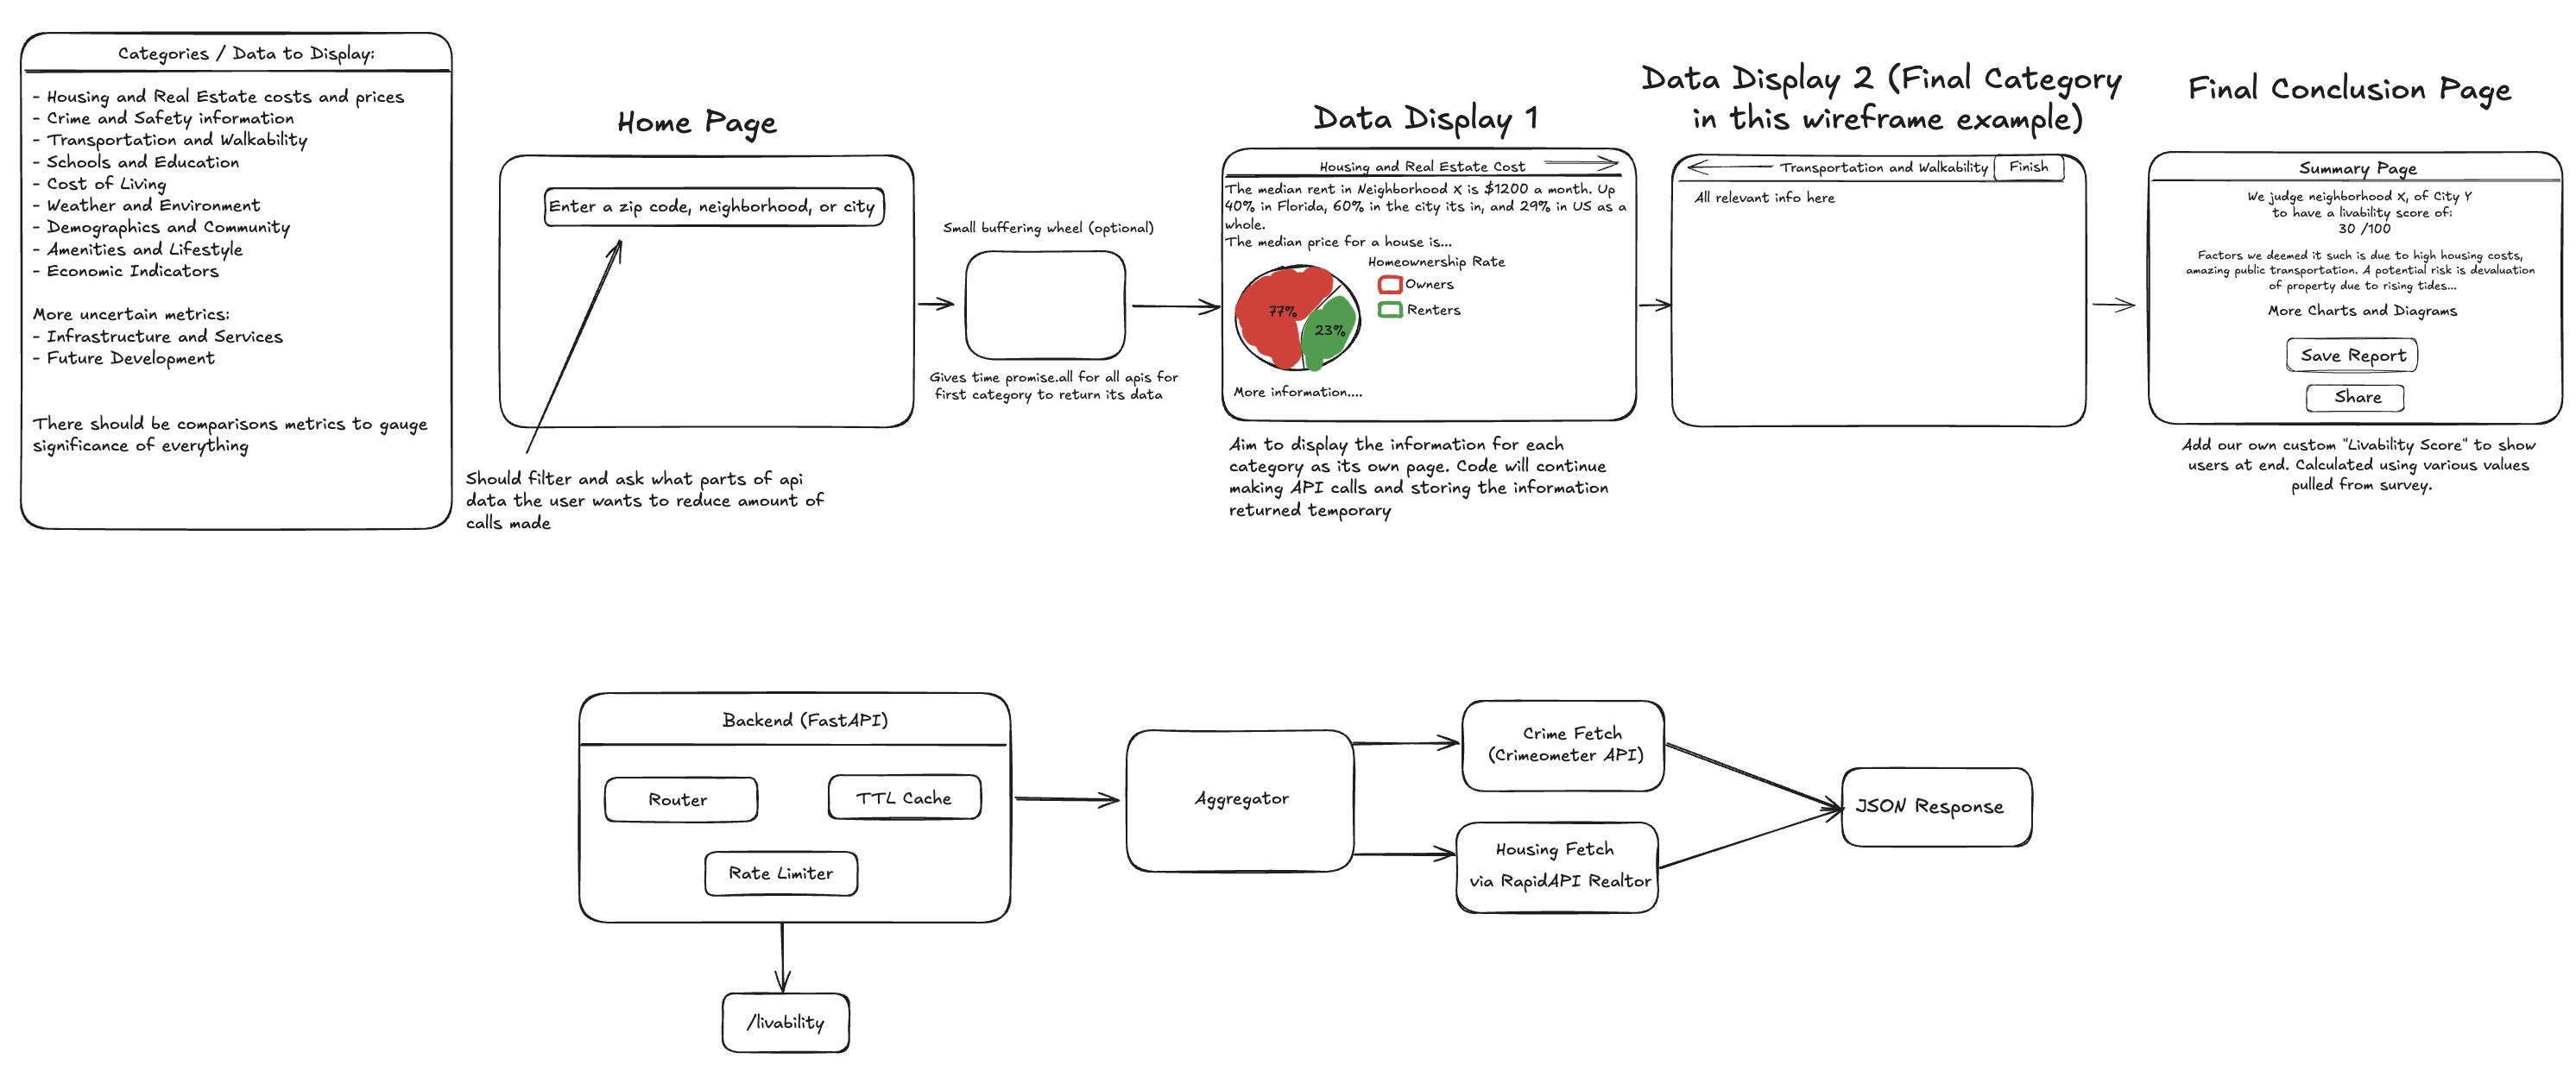 Categories / Data to Display:
- Housing and Real Estate costs and prices
- Crime and Safety information
- Transportation and Walkability
- Schools and Education
- Cost of Living
- Weather and Environment
- Demographics and Community
- Amenities and Lifestyle
- Economic Indicators
More uncertain metrics:
- Infrastructure and Services
- Future Development
There should be comparisons metrics to gauge
significance of everything
Home Page
Enter a zip code, neighborhood, or city
Should filter and ask what parts of api
data the user wants to reduce amount of
calls made
Small buffering wheel (optional)
Gives time promise.all for all apis for
first category to return its data
Data Display 1
Housing and Real Estate Cost
The median rent in Neighborhood X is $1200 a month. Up
40% in Florida, 60% in the city its in, and 29% in US as a
whole.
The median price for a house is...
Homeownership Rate
Owners
Renters
77%
23%
More information....
Aim to display the information for each
category as its own page. Code will continue
making API calls and storing the information
returned temporary
Data Display 2 (Final Category
in this wireframe example)
Transportation and Walkability
Finish
All relevant info here
Final Conclusion Page
Summary Page
We judge neighborhood X, of City Y
to have a livability score of:
30 /100
Factors we deemed it such is due to high housing costs,
amazing public transportation. A potential risk is devaluation
of property due to rising tides...
More Charts and Diagrams
Save Report
Share
Add our own custom "Livability Score" to show
users at end. Calculated using various values
pulled from survey.
Backend (FastAPI)
Router
TTL Cache
Rate Limiter
/livability
Aggregator
Crime Fetch
(Crimeometer API)
Housing Fetch
via RapidAPI Realtor
JSON Response